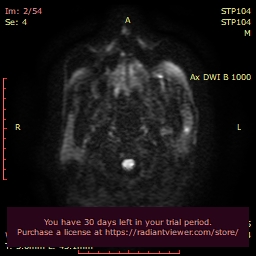 Im: 2/54
Se: 4
STP104
STP104
M
A
Ax DWI B 1000
R
L
You have 30 days left in your trial period.
Purchase a license at https://radiantviewer.com/store/